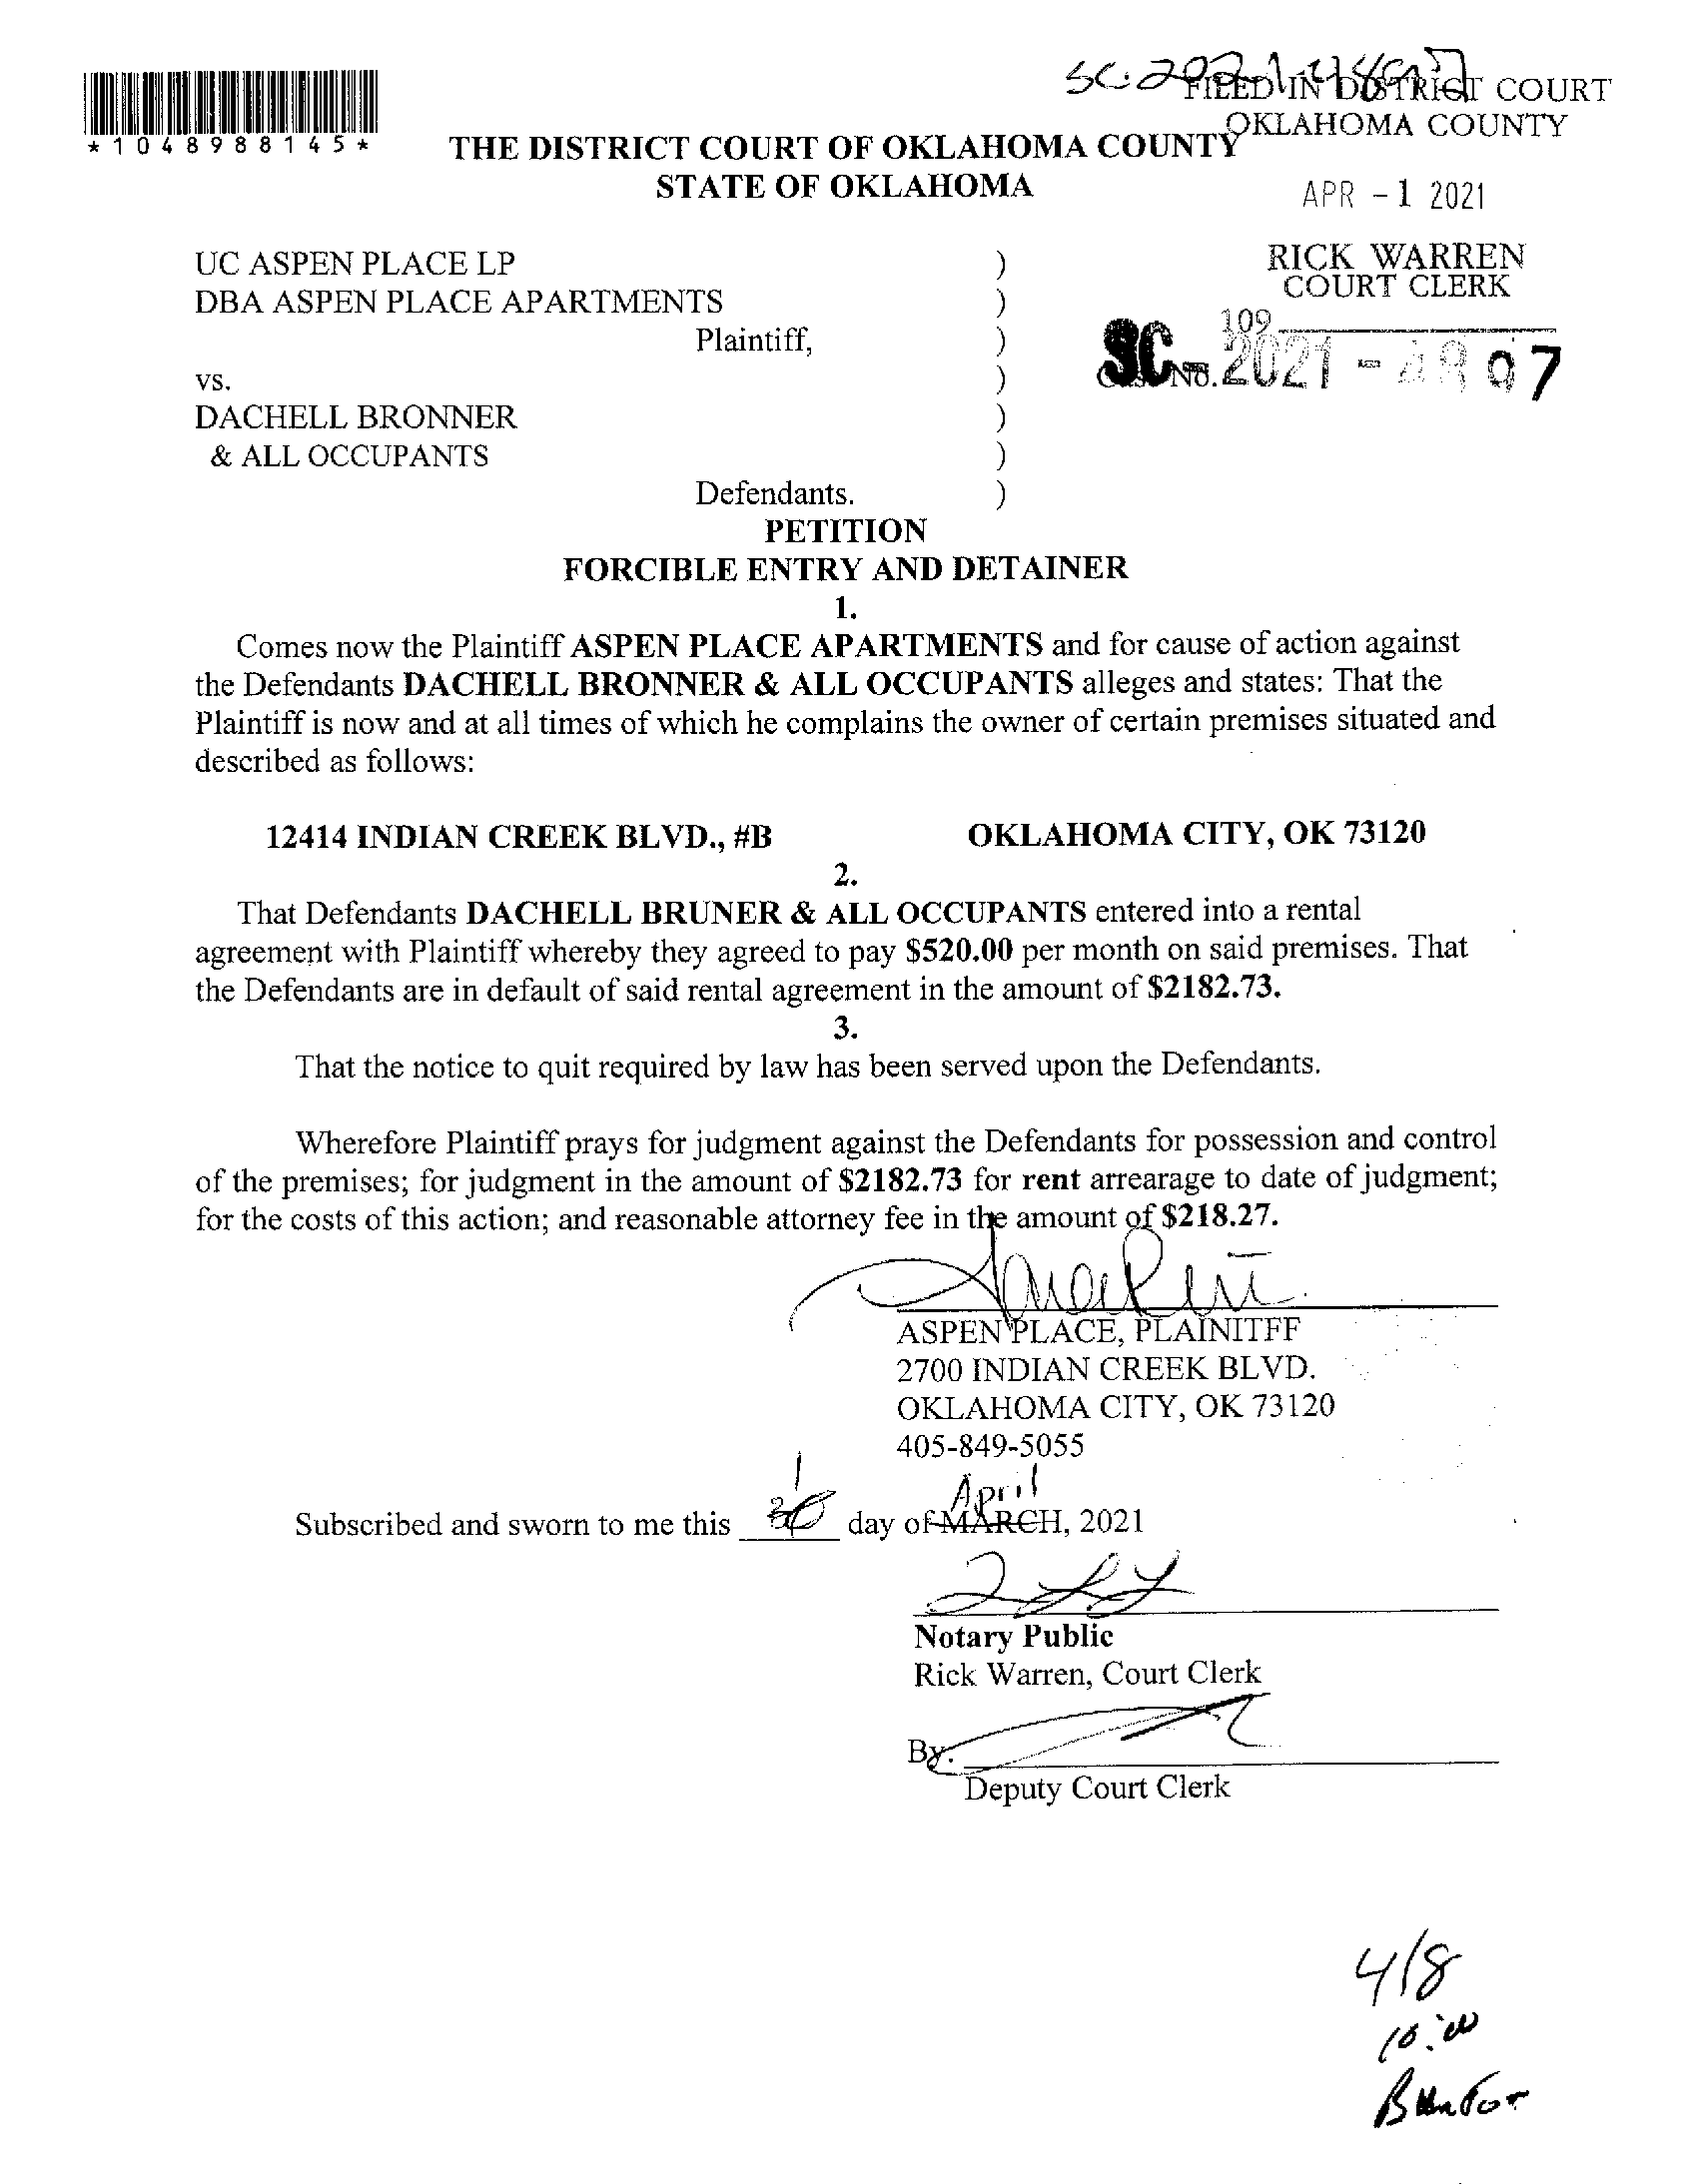 *1048988145*
FILED IN DISTRICT COURT
OKLAHOMA COUNTY
THE DISTRICT COURT OF OKLAHOMA COUNTY
STATE OF OKLAHOMA
APR -1 2021
RICK WARREN
COURT CLERK
109
UC ASPEN PLACE LP )
DBA ASPEN PLACE APARTMENTS )
Plaintiff, )
SC-2021-
vs. )
DACHELL BRONNER )
& ALL OCCUPANTS )
Defendants. )
PETITION
FORCIBLE ENTRY AND DETAINER
1.
Comes now the Plaintiff ASPEN PLACE APARTMENTS and for cause of action against
the Defendants DACHELL BRONNER & ALL OCCUPANTS alleges and states: That the
Plaintiff is now and at all times of which he complains the owner of certain premises situated and
described as follows:
12414 INDIAN CREEK BLVD., #B OKLAHOMA CITY, OK 73120
2.
That Defendants DACHELL BRUNER & ALL OCCUPANTS entered into a rental
agreement with Plaintiff whereby they agreed to pay $520.00 per month on said premises. That
the Defendants are in default of said rental agreement in the amount of $2182.73.
3.
That the notice to quit required by law has been served upon the Defendants.
Wherefore Plaintiff prays for judgment against the Defendants for possession and control
of the premises; for judgment in the amount of $2182.73 for rent arrearage to date of judgment;
for the costs of this action; and reasonable attorney fee in the amount of $218.27.
ASPEN PLACE, PLAINITFF
2700 INDIAN CREEK BLVD.
OKLAHOMA CITY, OK 73120
405-849-5055
1 April
Subscribed and sworn to me this day of MARCH, 2021
Notary Public
Rick Warren, Court Clerk
By:
Deputy Court Clerk
4/8
10:00